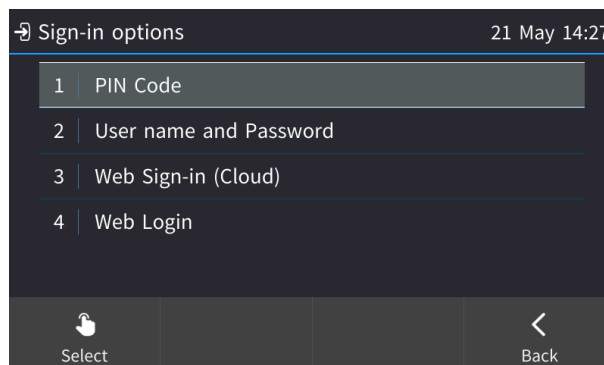 Sign-in options 21 May 14:27
1 PIN Code
2 User name and Password
3 Web Sign-in (Cloud)
4 Web Login
Select Back